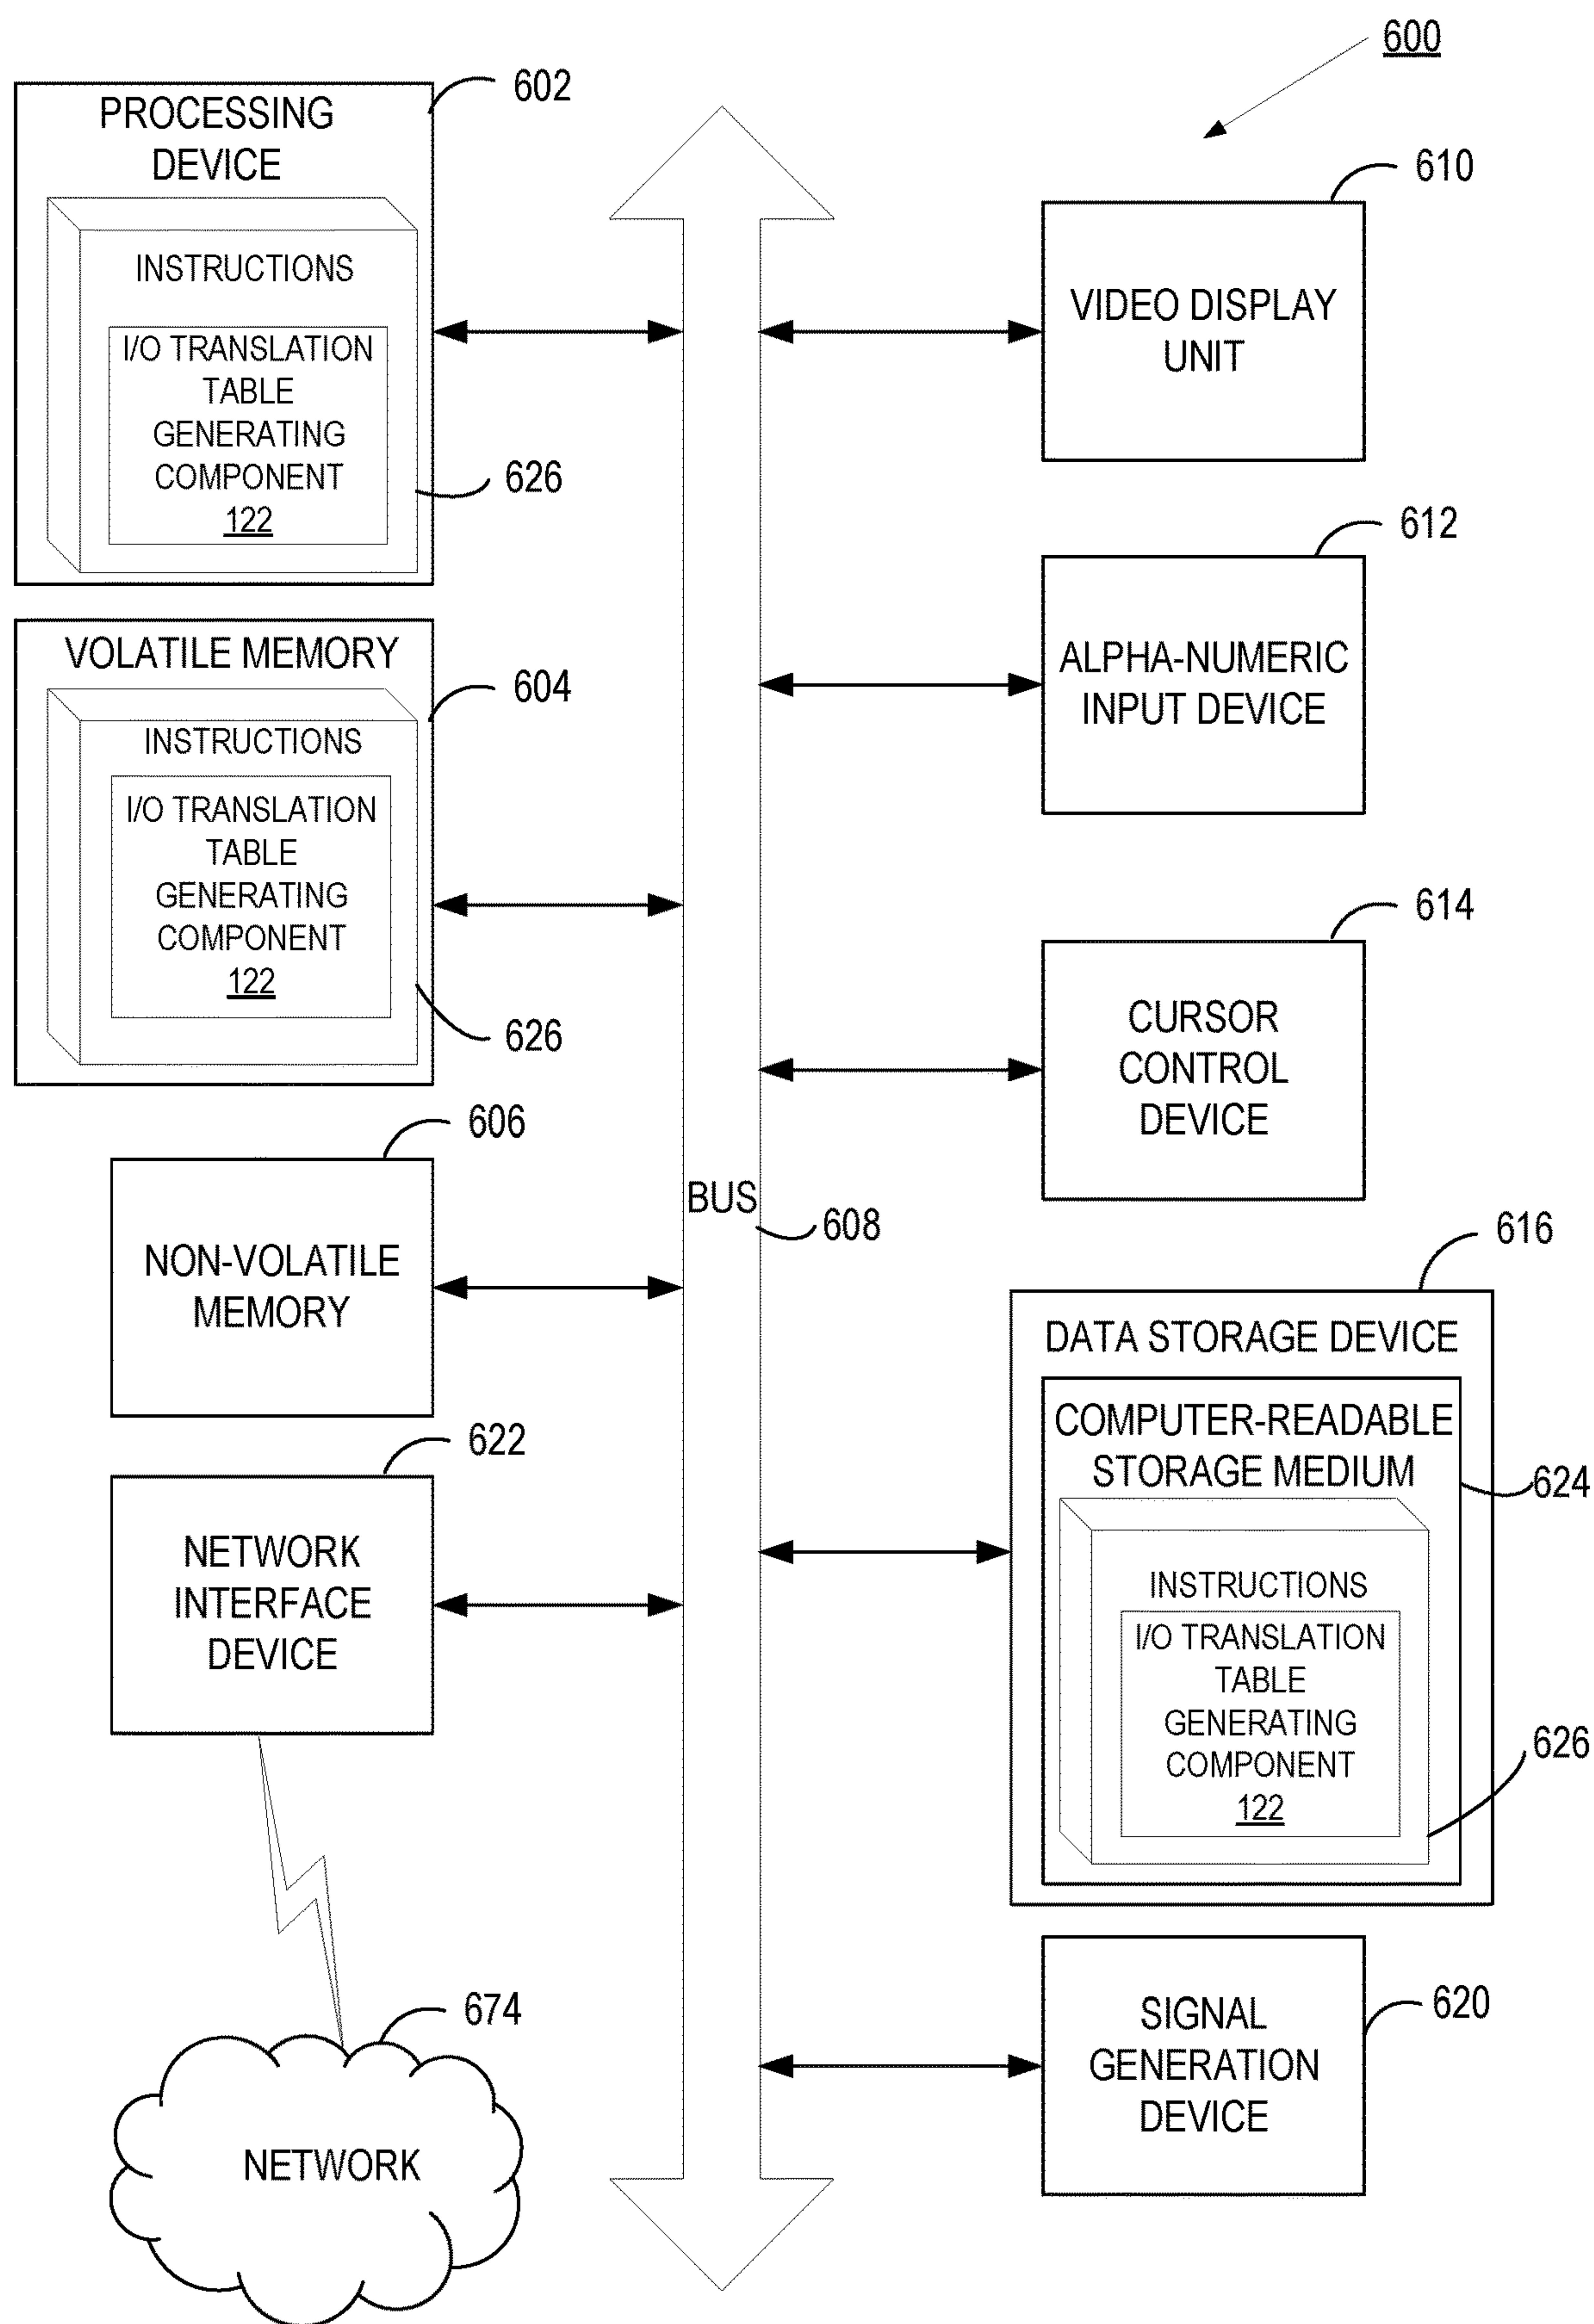 600
602
PROCESSING
DEVICE
INSTRUCTIONS
I/O TRANSLATION
TABLE
GENERATING
COMPONENT
122
626
VOLATILE MEMORY
604
INSTRUCTIONS
I/O TRANSLATION
TABLE
GENERATING
COMPONENT
122
626
606
NON-VOLATILE
MEMORY
622
NETWORK
INTERFACE
DEVICE
674
NETWORK
BUS
608
610
VIDEO DISPLAY
UNIT
612
ALPHA-NUMERIC
INPUT DEVICE
614
CURSOR
CONTROL
DEVICE
616
DATA STORAGE DEVICE
COMPUTER-READABLE
STORAGE MEDIUM
624
INSTRUCTIONS
I/O TRANSLATION
TABLE
GENERATING
COMPONENT
122
626
SIGNAL
GENERATION
DEVICE
620